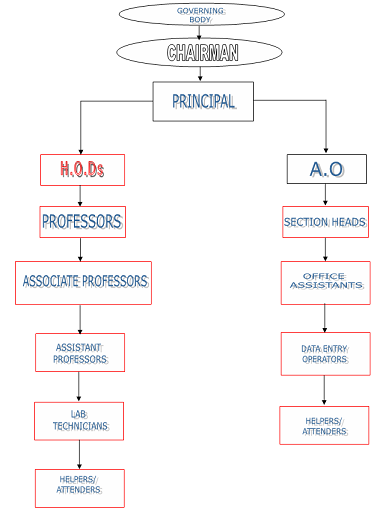 GOVERNING
BODY
CHAIRMAN
PRINCIPAL
H.O.Ds
A.O
PROFESSORS
SECTION HEADS
ASSOCIATE PROFESSORS
OFFICE
ASSISTANTS
ASSISTANT
PROFESSORS
DATA ENTRY
OPERATORS
LAB
TECHNICIANS
HELPERS/
ATTENDERS
HELPERS/
ATTENDERS